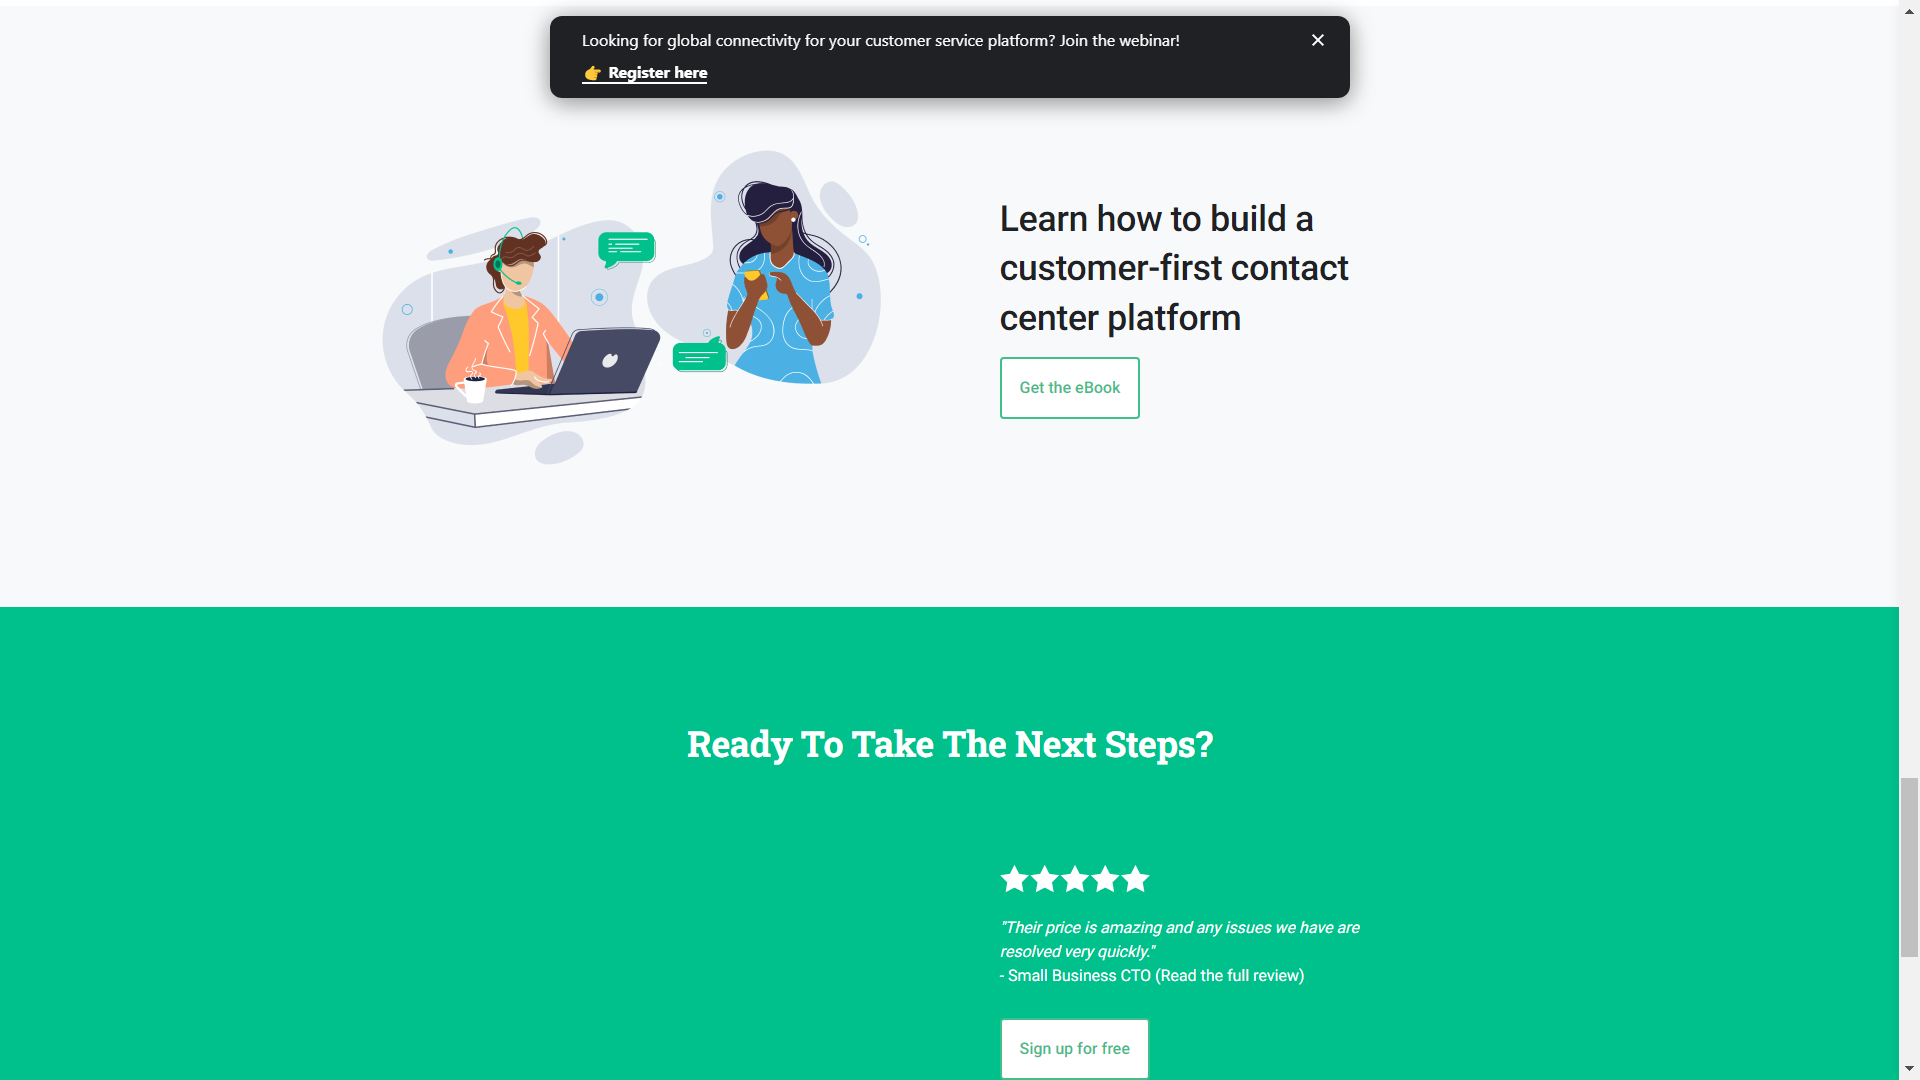 Looking for global connectivity for your customer service platform? Join the webinar!
👉 Register here
Learn how to build a
customer-first contact
center platform
Get the eBook
Ready To Take The Next Steps?
"Their price is amazing and any issues we have are
resolved very quickly."
- Small Business CTO (Read the full review)
Sign up for free